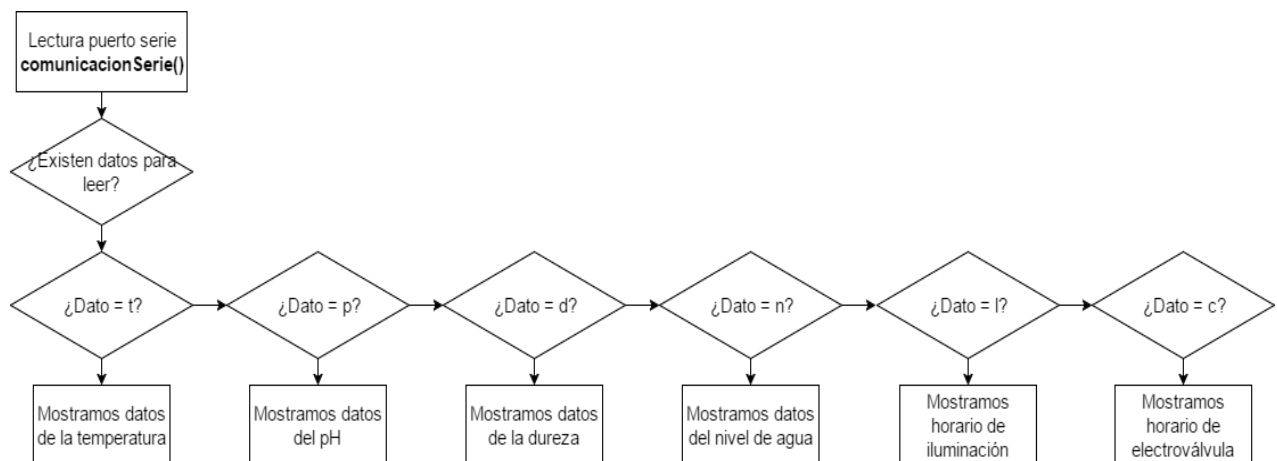 Lectura puerto serie
comunicacionSerie()
¿Existen datos para
leer?
¿Dato = t?
¿Dato = p?
¿Dato = d?
¿Dato = n?
¿Dato = l?
¿Dato = c?
Mostramos datos
de la temperatura
Mostramos datos
del pH
Mostramos datos
de la dureza
Mostramos datos
del nivel de agua
Mostramos
horario de
iluminación
Mostramos
horario de
electroválvula